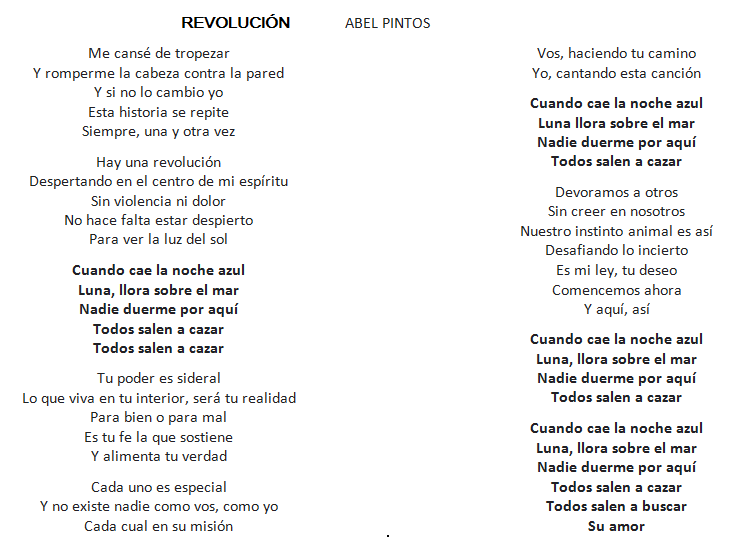 REVOLUCIÓN ABEL PINTOS
Me cansé de tropezar
Y romperme la cabeza contra la pared
Y si no lo cambio yo
Esta historia se repite
Siempre, una y otra vez
Hay una revolución
Despertando en el centro de mi espíritu
Sin violencia ni dolor
No hace falta estar despierto
Para ver la luz del sol
Cuando cae la noche azul
Luna, llora sobre el mar
Nadie duerme por aquí
Todos salen a cazar
Todos salen a cazar
Tu poder es sideral
Lo que viva en tu interior, será tu realidad
Para bien o para mal
Es tu fe la que sostiene
Y alimenta tu verdad
Cada uno es especial
Y no existe nadie como vos, como yo
Cada cual en su misión
Vos, haciendo tu camino
Yo, cantando esta canción
Cuando cae la noche azul
Luna llora sobre el mar
Nadie duerme por aquí
Todos salen a cazar
Devoramos a otros
Sin creer en nosotros
Nuestro instinto animal es así
Desafiando lo incierto
Es mi ley, tu deseo
Comencemos ahora
Y aquí, así
Cuando cae la noche azul
Luna, llora sobre el mar
Nadie duerme por aquí
Todos salen a cazar
Cuando cae la noche azul
Luna, llora sobre el mar
Nadie duerme por aquí
Todos salen a cazar
Todos salen a buscar
Su amor